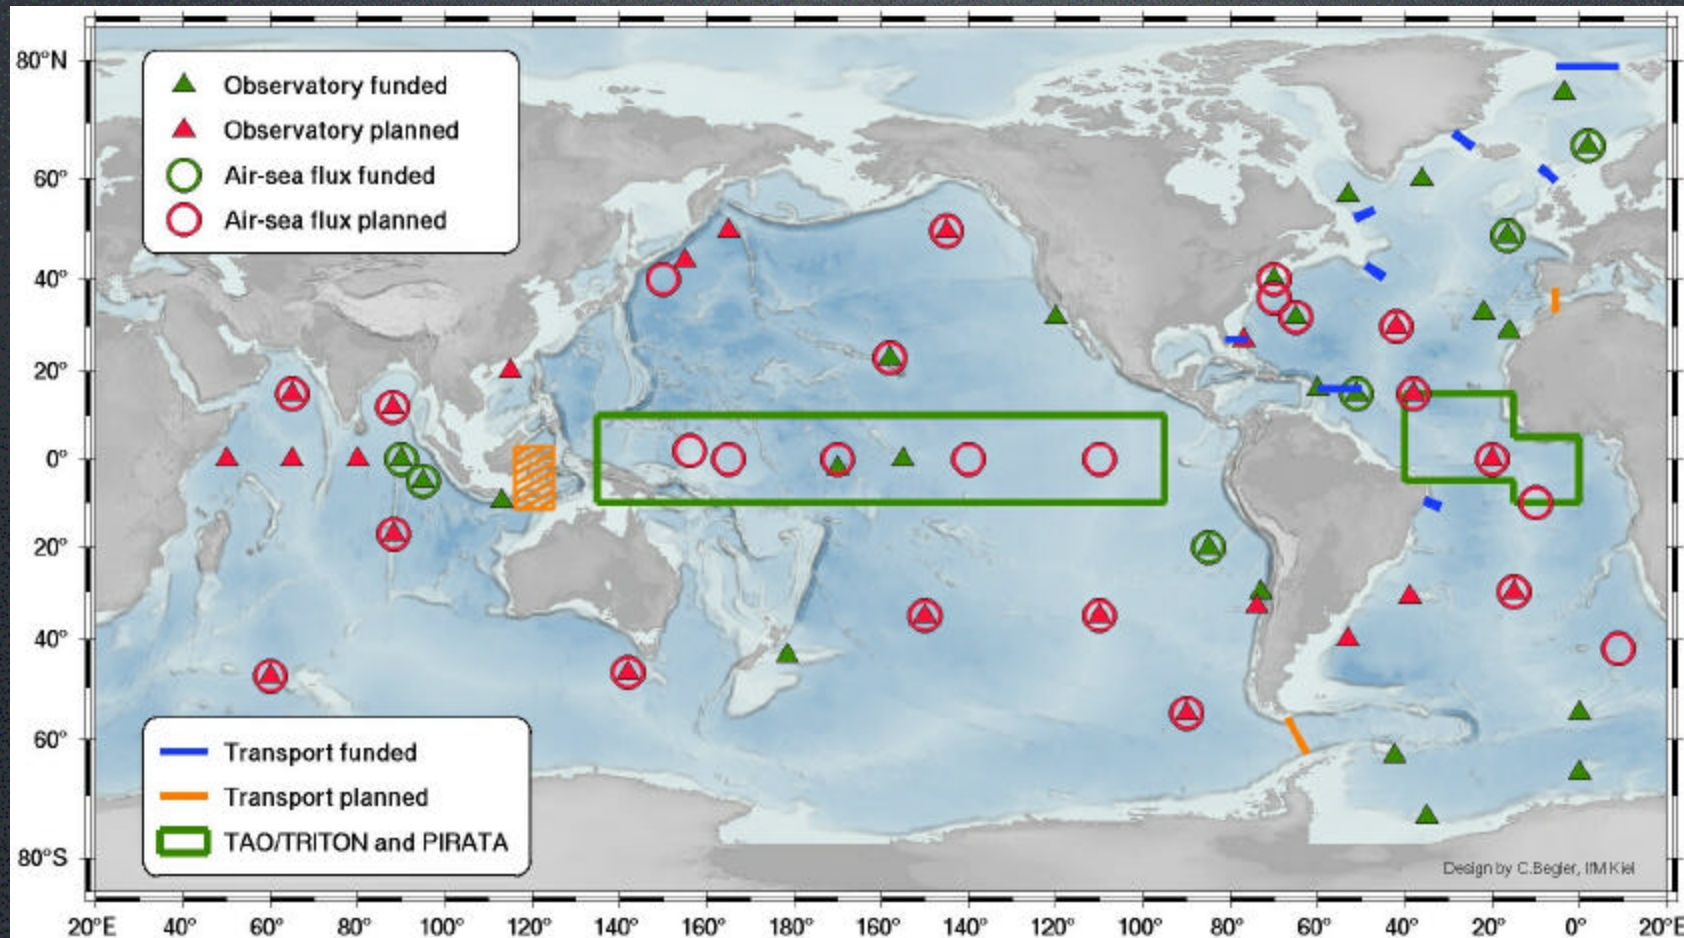 80°N
60°
40°
20°
0°
20°
40°
60°
80°S
Observatory funded
Observatory planned
Air-sea flux funded
Air-sea flux planned
Transport funded
Transport planned
TAO/TRITON and PIRATA
Design by C.Begler, IfM Kiel
20°E 40° 60° 80° 100° 120° 140° 160° 180° 160° 140° 120° 100° 80° 60° 40° 20° 0° 20°E